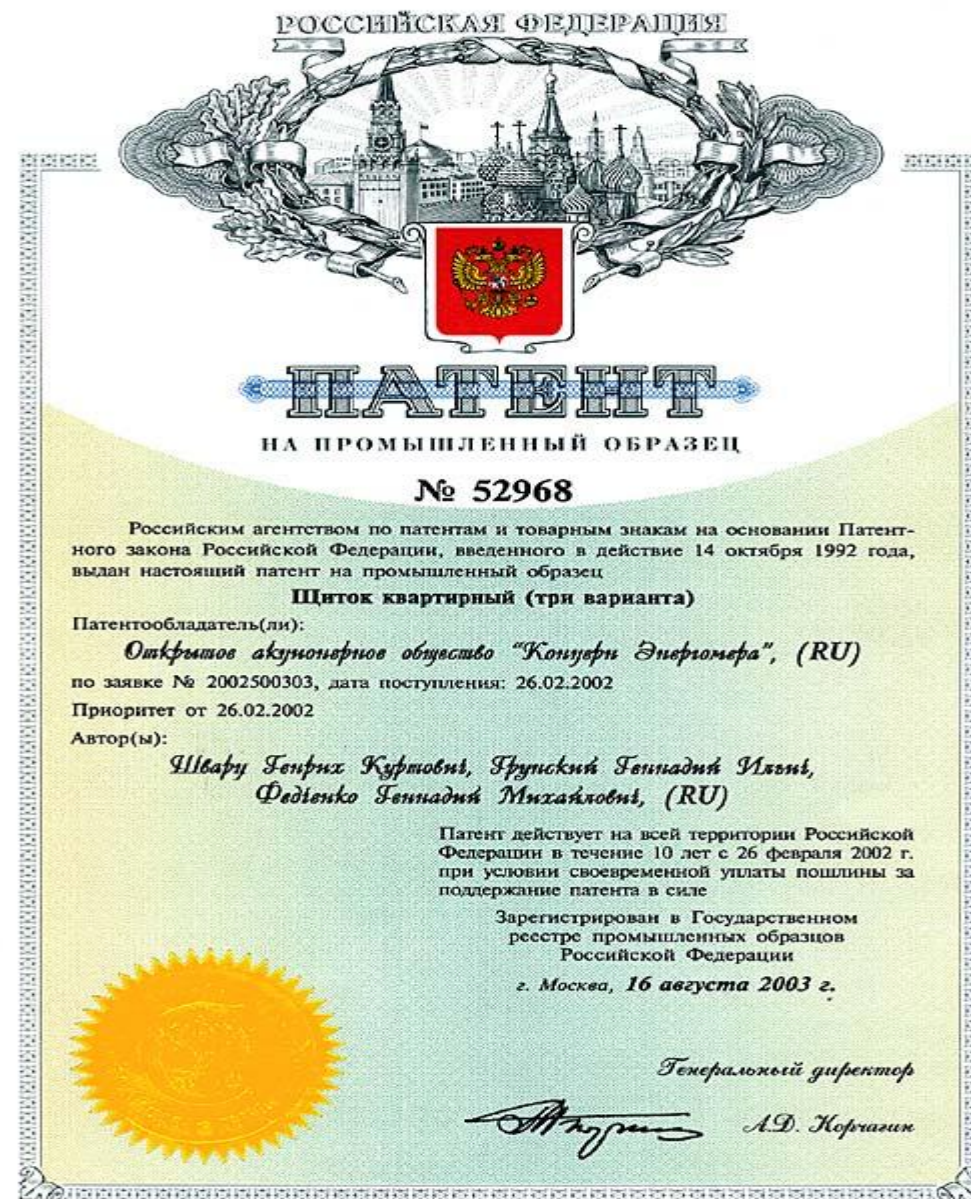 РОССИЙСКАЯ ФЕДЕРАЦИЯ
ПАТЕНТ
НА ПРОМЫШЛЕННЫЙ ОБРАЗЕЦ
№ 52968
Российским агентством по патентам и товарным знакам на основании Патент-
ного закона Российской Федерации, введенного в действие 14 октября 1992 года,
выдан настоящий патент на промышленный образец
Щиток квартирный (три варианта)
Патентообладатель(ли):
Открытое акционерное общество "Концерн Энергомера", (RU)
по заявке № 2002500303, дата поступления: 26.02.2002
Приоритет от 26.02.2002
Автор(ы):
Шварц Генрих Куртович, Грунский Геннадий Ильич,
Федченко Геннадий Михайлович, (RU)
Патент действует на всей территории Российской
Федерации в течение 10 лет с 26 февраля 2002 г.
при условии своевременной уплаты пошлины за
поддержание патента в силе
Зарегистрирован в Государственном
реестре промышленных образцов
Российской Федерации
г. Москва, 16 августа 2003 г.
Генеральный директор
А.D. Корчагин